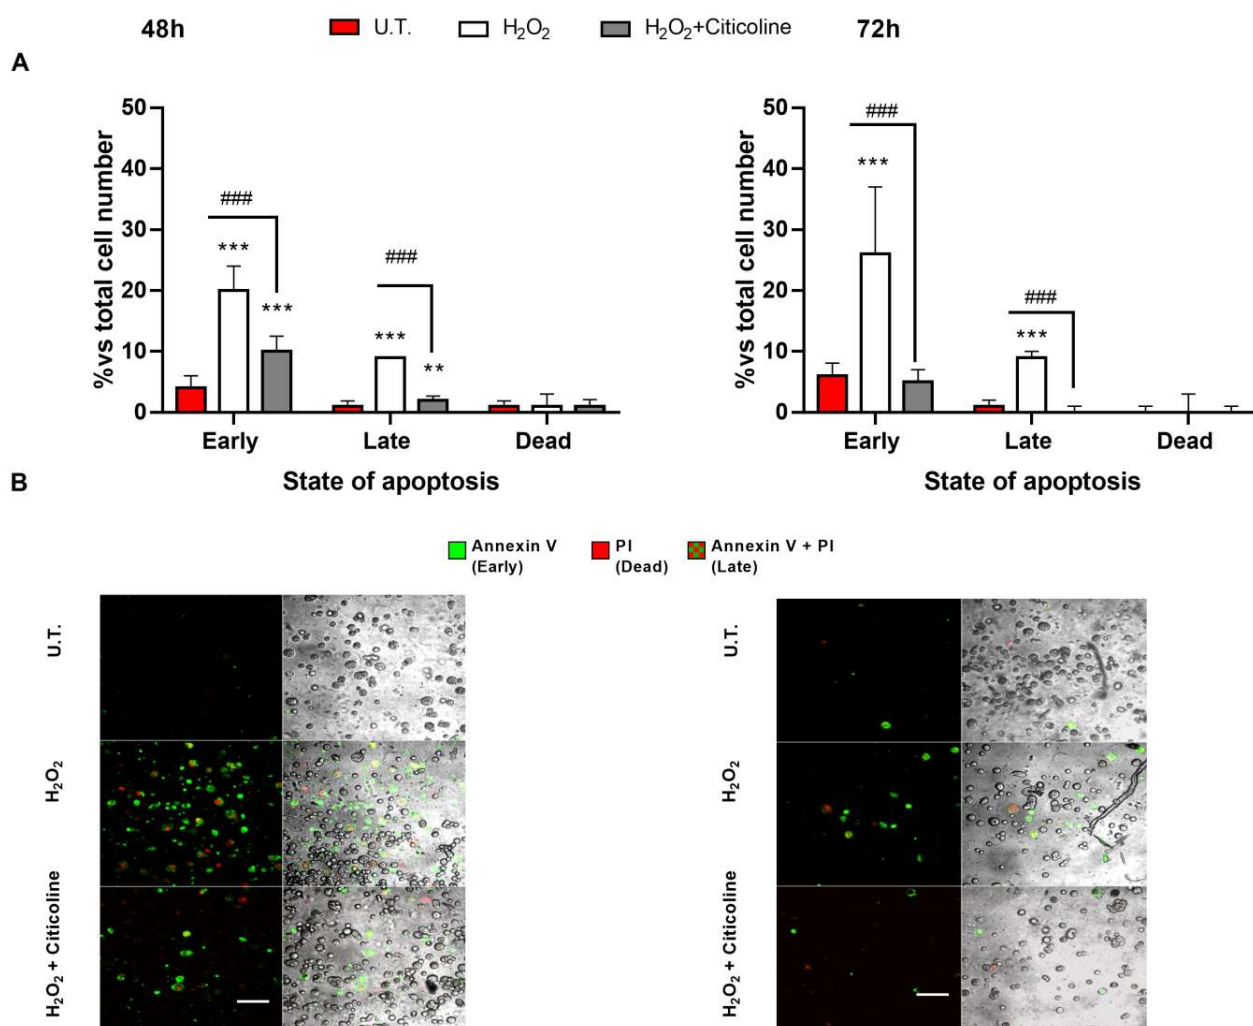 48h U.T. H₂O₂ H₂O₂+Citicoline 72h
A
%vs total cell number
50
40
30
20
10
0
###
***
***
###
***
**
Early Late Dead
State of apoptosis
%vs total cell number
50
40
30
20
10
0
###
***
###
***
Early Late Dead
State of apoptosis
B
Annexin V (Early)
PI (Dead)
Annexin V + PI (Late)
U.T.
H₂O₂
H₂O₂ + Citicoline
U.T.
H₂O₂
H₂O₂ + Citicoline